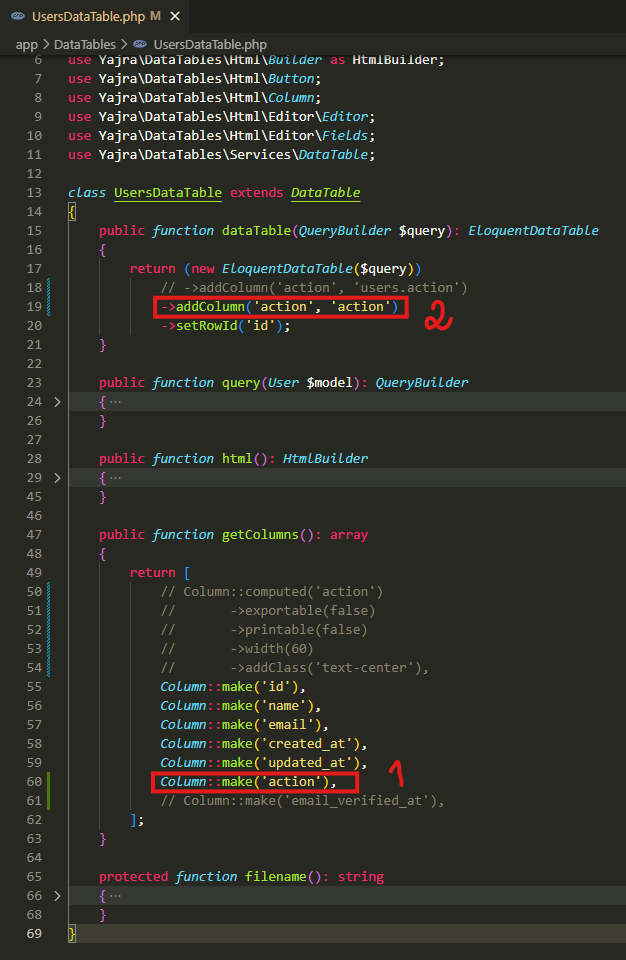 UsersDataTable.php M
app > DataTables > UsersDataTable.php
6 use Yajra\DataTables\Html\Builder as HtmlBuilder;
7 use Yajra\DataTables\Html\Button;
8 use Yajra\DataTables\Html\Column;
9 use Yajra\DataTables\Html\Editor\Editor;
10 use Yajra\DataTables\Html\Editor\Fields;
11 use Yajra\DataTables\Services\DataTable;
12
13 class UsersDataTable extends DataTable
14 {
15 public function dataTable(QueryBuilder $query): EloquentDataTable
16 {
17 return (new EloquentDataTable($query))
18 // ->addColumn('action', 'users.action')
19 ->addColumn('action', 'action') 2
20 ->setRowId('id');
21 }
22
23 public function query(User $model): QueryBuilder
24 { ...
26 }
27
28 public function html(): HtmlBuilder
29 { ...
45 }
46
47 public function getColumns(): array
48 {
49 return [
50 // Column::computed('action')
51 // ->exportable(false)
52 // ->printable(false)
53 // ->width(60)
54 // ->addClass('text-center'),
55 Column::make('id'),
56 Column::make('name'),
57 Column::make('email'),
58 Column::make('created_at'),
59 Column::make('updated_at'),
60 Column::make('action'), 1
61 // Column::make('email_verified_at'),
62 ];
63 }
64
65 protected function filename(): string
66 { ...
68 }
69 }